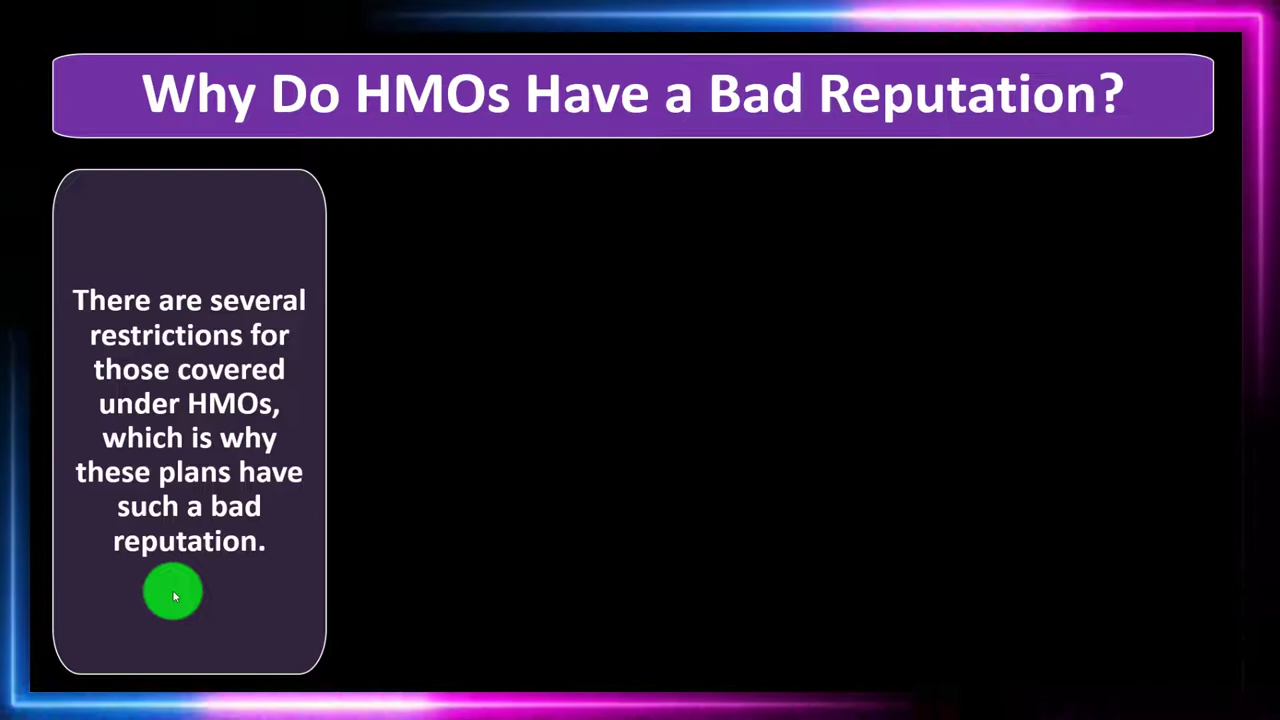 Why Do HMOs Have a Bad Reputation?
There are several
restrictions for
those covered
under HMOs,
which is why
these plans have
such a bad
reputation.